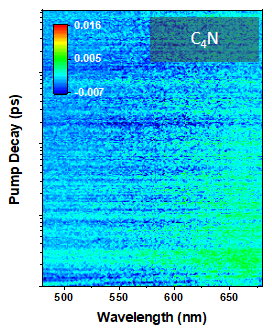 0.016
0.005
-0.007
C₄N
Pump Decay (ps)
500 550 600 650
Wavelength (nm)